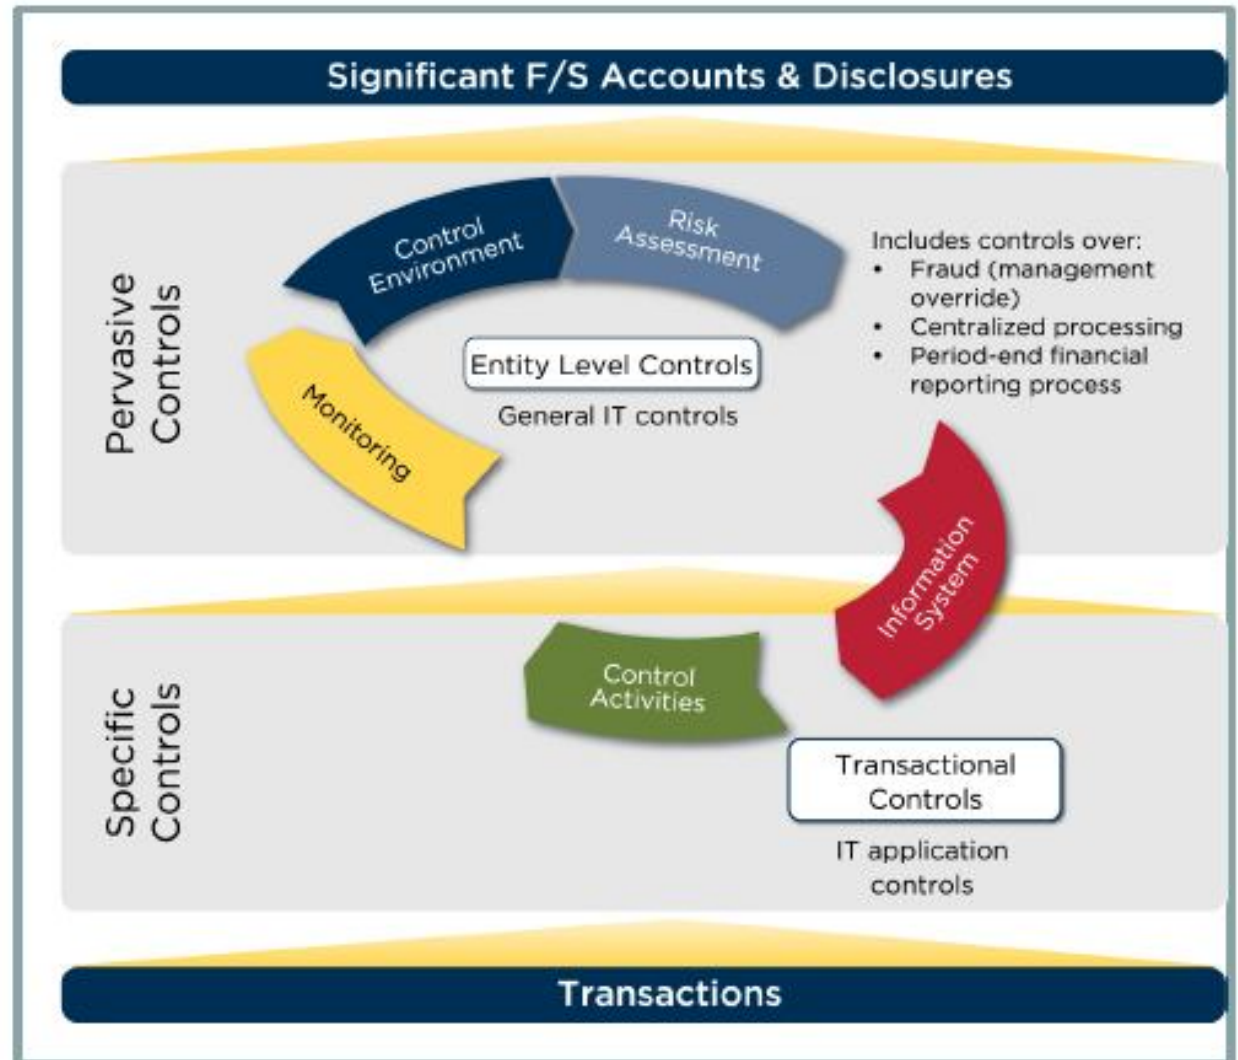 Significant F/S Accounts & Disclosures
Pervasive
Controls
Control
Environment
Risk
Assessment
Includes controls over:
• Fraud (management
override)
• Centralized processing
• Period-end financial
reporting process
Entity Level Controls
General IT controls
Monitoring
Information
System
Specific
Controls
Control
Activities
Transactional
Controls
IT application
controls
Transactions